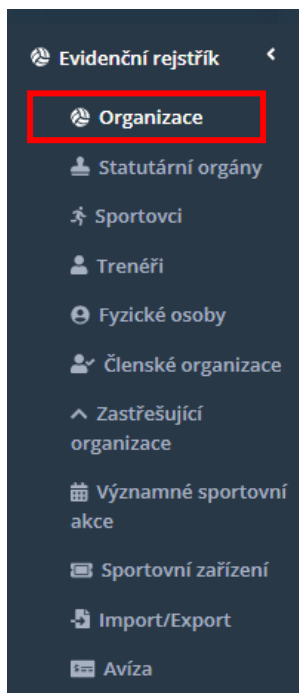 Evidenční rejstřík
Organizace
Statutární orgány
Sportovci
Trenéři
Fyzické osoby
Členské organizace
Zastřešující
organizace
Významné sportovní
akce
Sportovní zařízení
Import/Export
Avíza